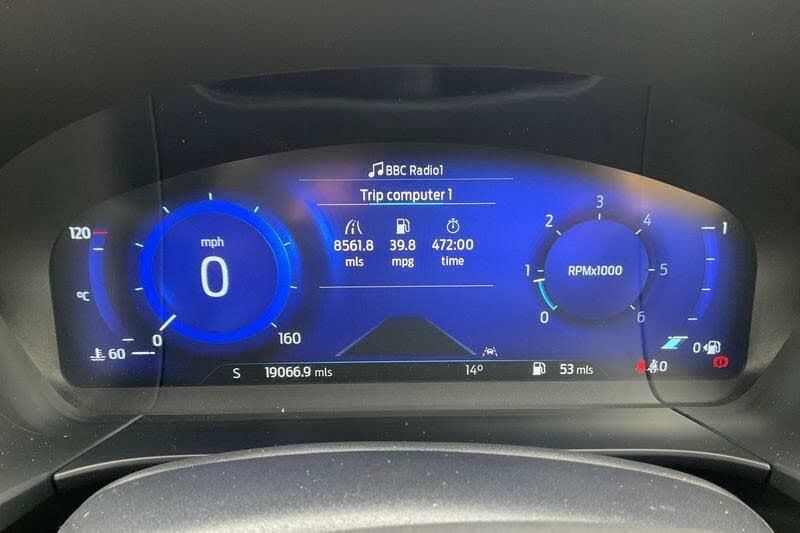 BBC Radio1
Trip computer 1
8561.8 39.8 472:00
mls mpg time
120
°C
60
mph
0
0 160
0 1 2 3 4 5 6
RPMx1000
1
0
S 19066.9 mls 14° 53 mls